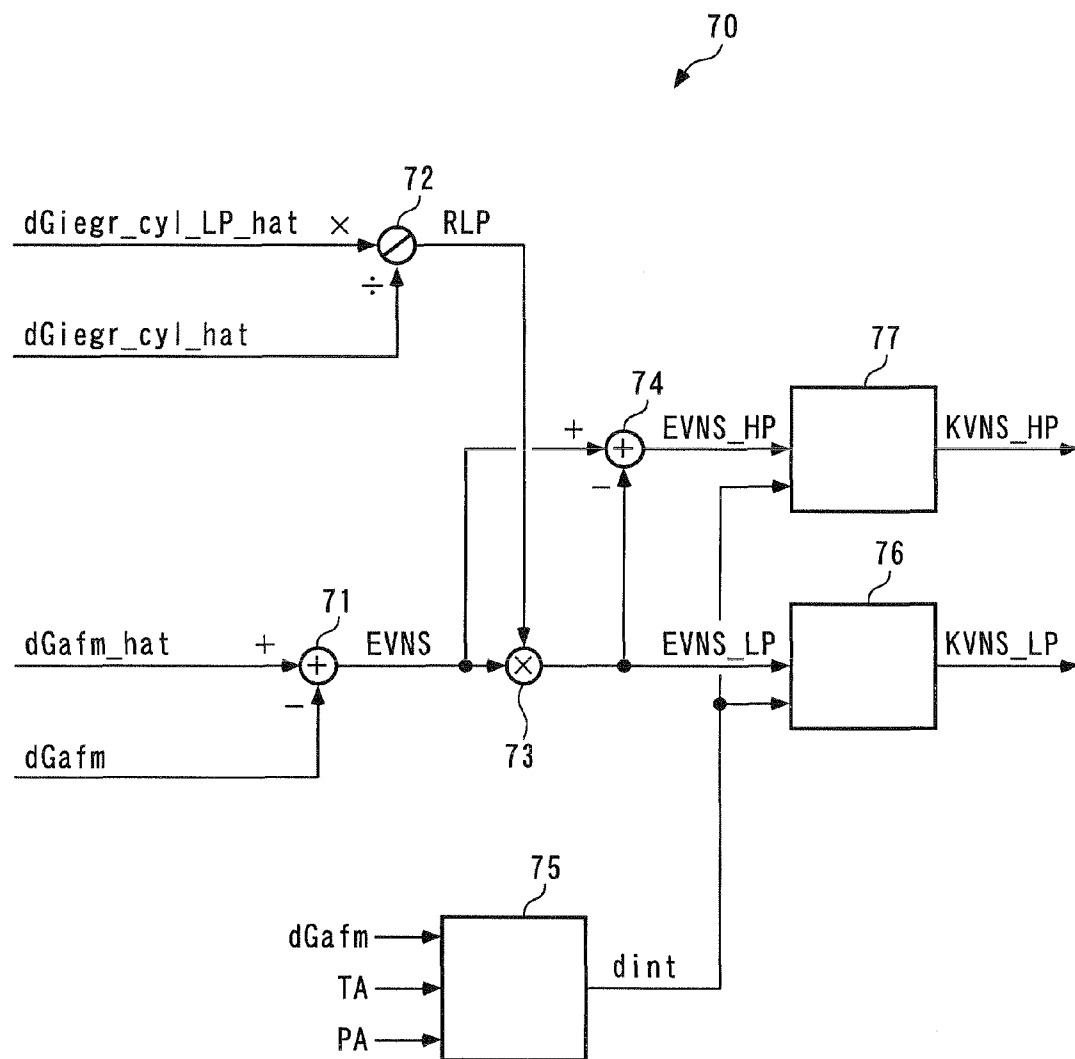 70
72
dGiegr_cyl_LP_hat × RLP
÷
dGiegr_cyl_hat
77
74
+ EVNS_HP KVNS_HP
+
−
76
71
dGafm_hat + EVNS EVNS_LP KVNS_LP
+ ×
−
73
dGafm
75
dGafm
dint
TA
PA